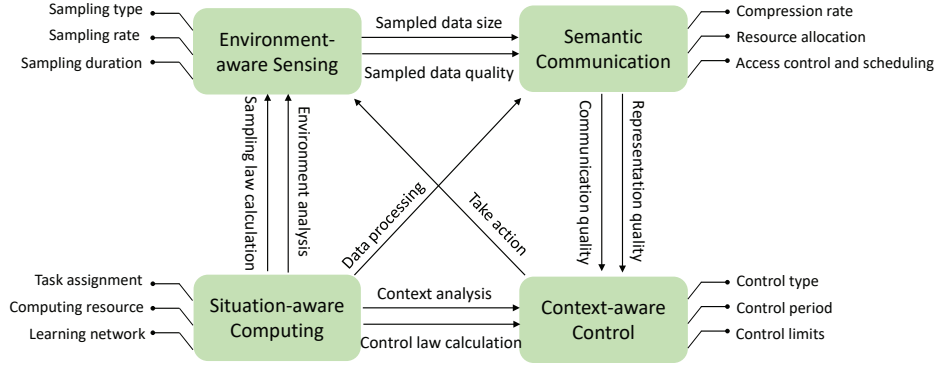 Sampling type
Sampling rate
Sampling duration
Environment-
aware Sensing
Sampled data size
Sampled data quality
Semantic
Communication
Compression rate
Resource allocation
Access control and scheduling
Sampling law calculation
Environment analysis
Data processing
Take action
Communication quality
Representation quality
Task assignment
Computing resource
Learning network
Situation-aware
Computing
Context analysis
Control law calculation
Context-aware
Control
Control type
Control period
Control limits